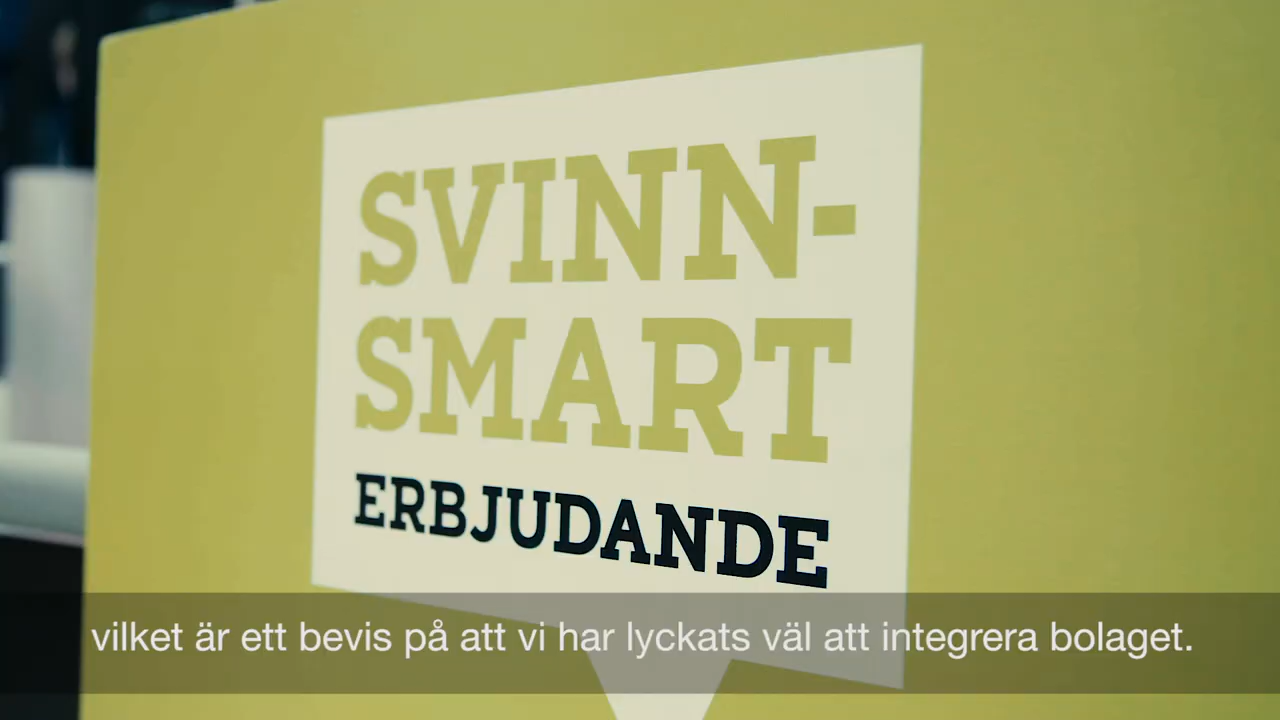 SVINN-
SMART
ERBJUDANDE
vilket är ett bevis på att vi har lyckats väl att integrera bolaget.